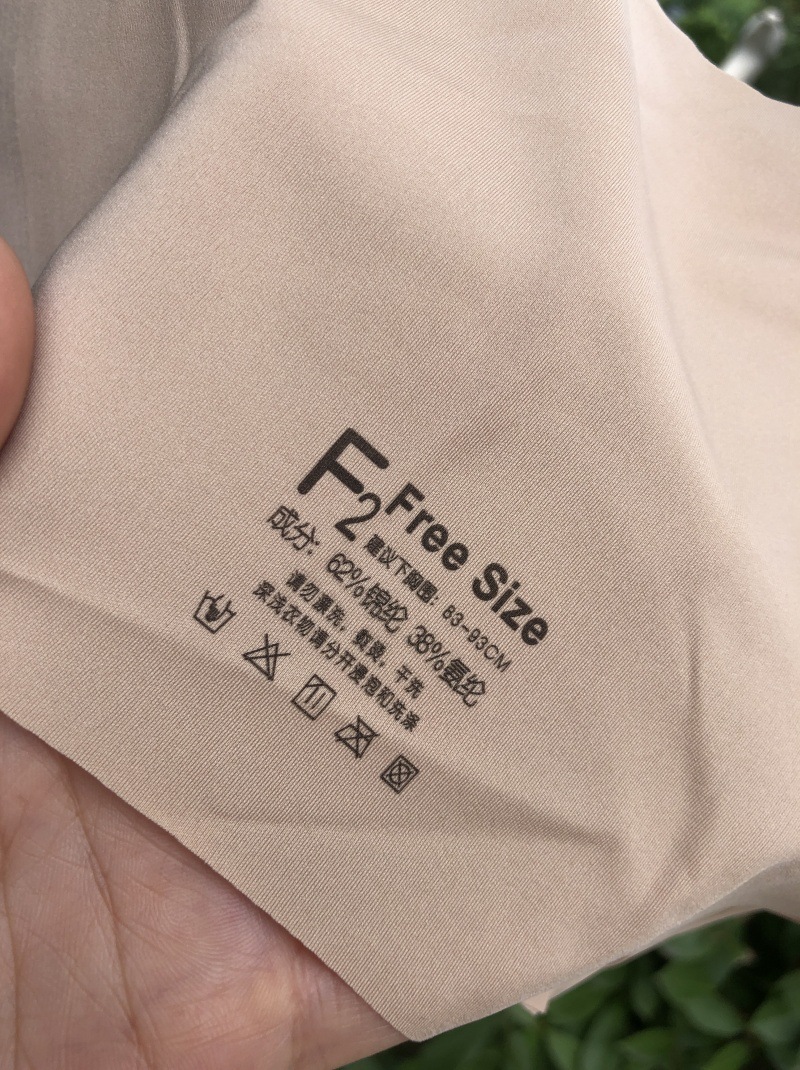 F2 Free Size
建议下胸围：83-93CM
成分：62%锦纶 38%氨纶
请勿漂洗，熨烫，干洗
深浅衣物请分开浸泡和洗涤